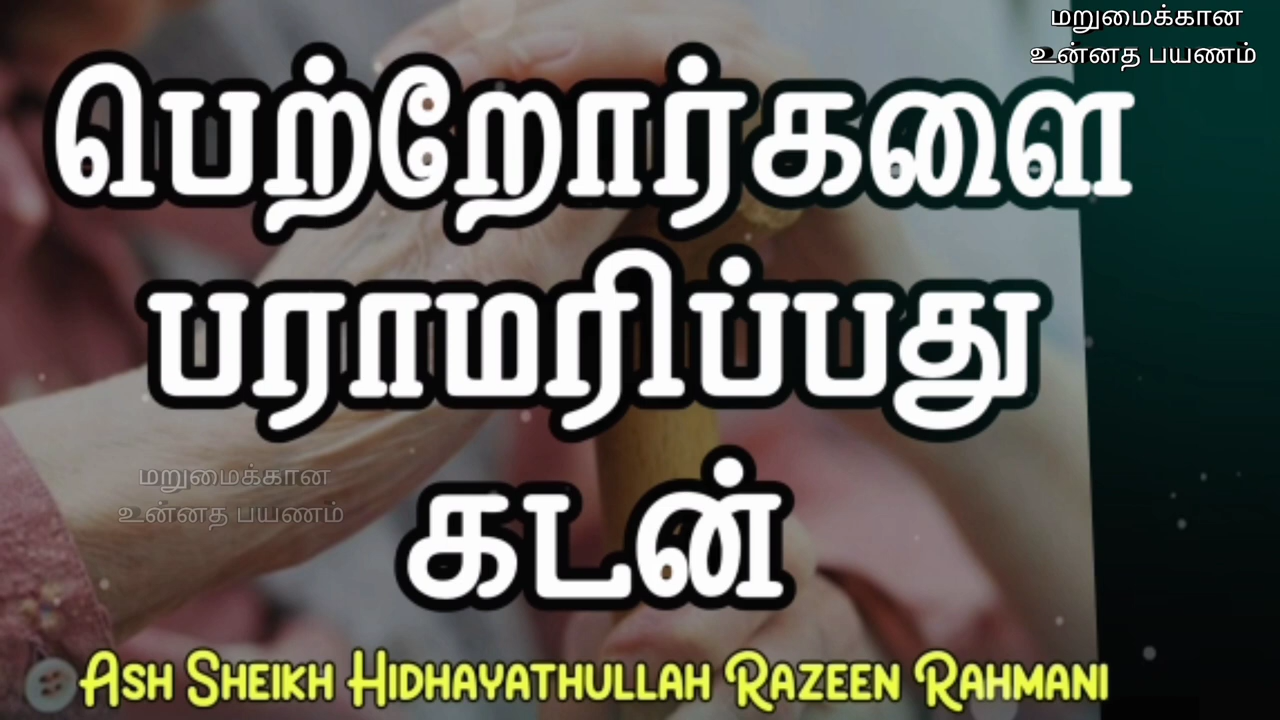 மறுமைக்கான
உன்னத பயணம்
பெற்றோர்களை
பராமரிப்பது
மறுமைக்கான
உன்னத பயணம்
கடன்
ASH SHEIKH HIDHAYATHULLAH RAZEEN RAHMANI